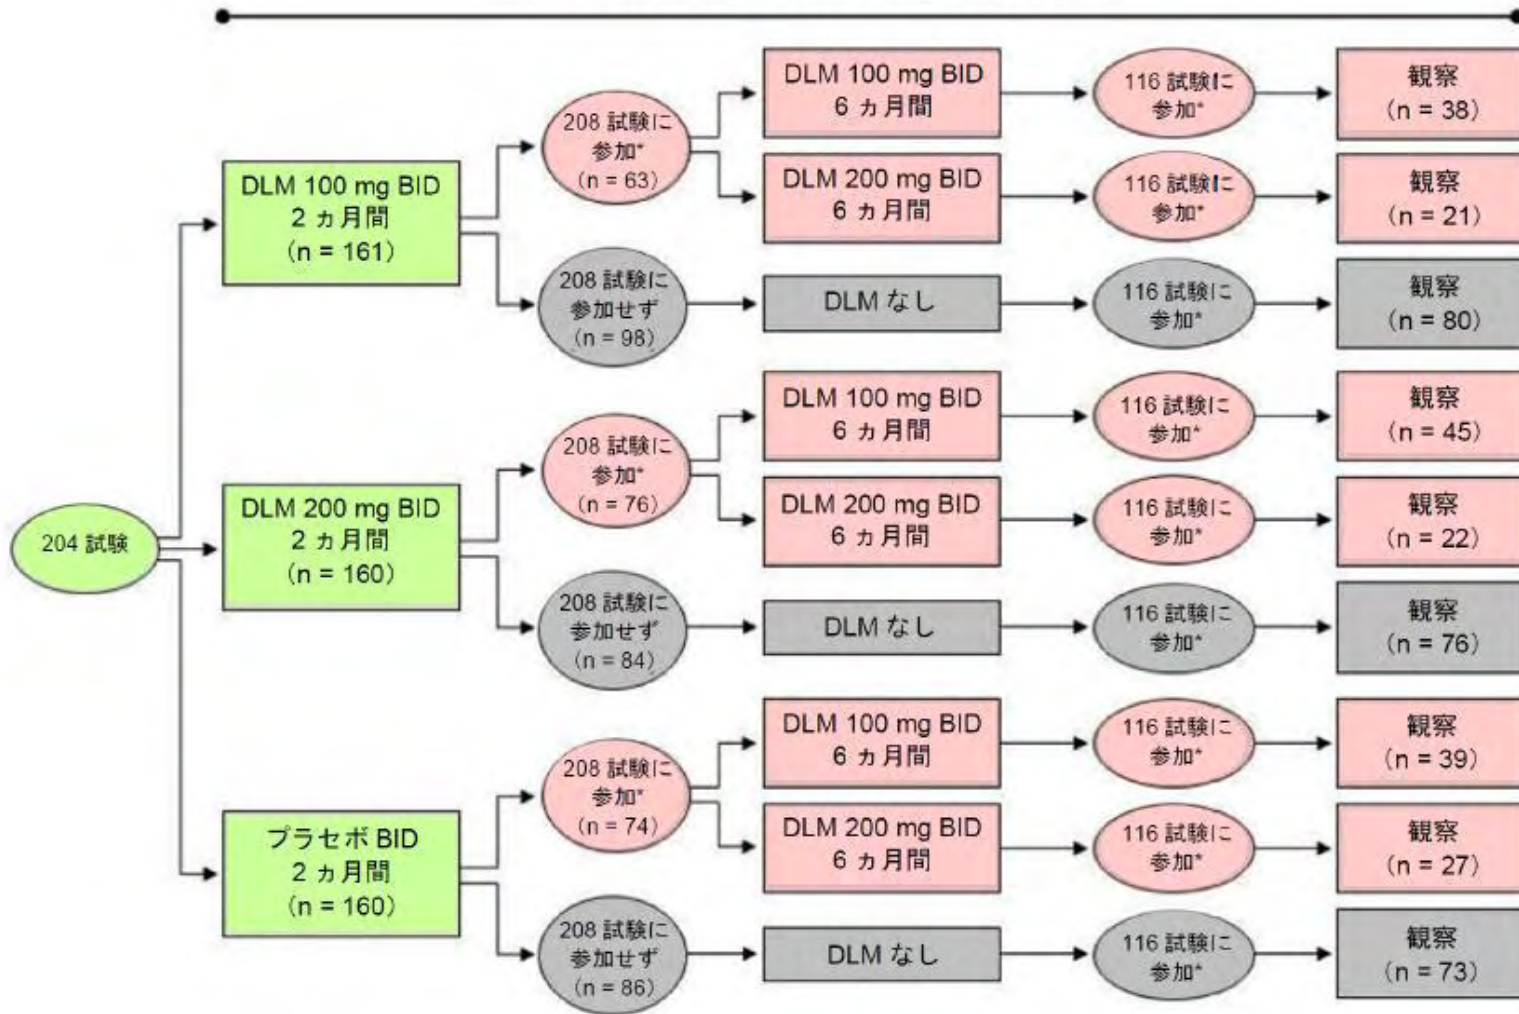 204 試験
DLM 100 mg BID
2 ヵ月間
(n = 161)
208 試験に
参加*
(n = 63)
DLM 100 mg BID
6 ヵ月間
116 試験に
参加*
観察
(n = 38)
DLM 200 mg BID
6 ヵ月間
116 試験に
参加*
観察
(n = 21)
208 試験に
参加せず
(n = 98)
DLM なし
116 試験に
参加*
観察
(n = 80)
DLM 200 mg BID
2 ヵ月間
(n = 160)
208 試験に
参加*
(n = 76)
DLM 100 mg BID
6 ヵ月間
116 試験に
参加*
観察
(n = 45)
DLM 200 mg BID
6 ヵ月間
116 試験に
参加*
観察
(n = 22)
208 試験に
参加せず
(n = 84)
DLM なし
116 試験に
参加*
観察
(n = 76)
プラセボ BID
2 ヵ月間
(n = 160)
208 試験に
参加*
(n = 74)
DLM 100 mg BID
6 ヵ月間
116 試験に
参加*
観察
(n = 39)
DLM 200 mg BID
6 ヵ月間
116 試験に
参加*
観察
(n = 27)
208 試験に
参加せず
(n = 86)
DLM なし
116 試験に
参加*
観察
(n = 73)